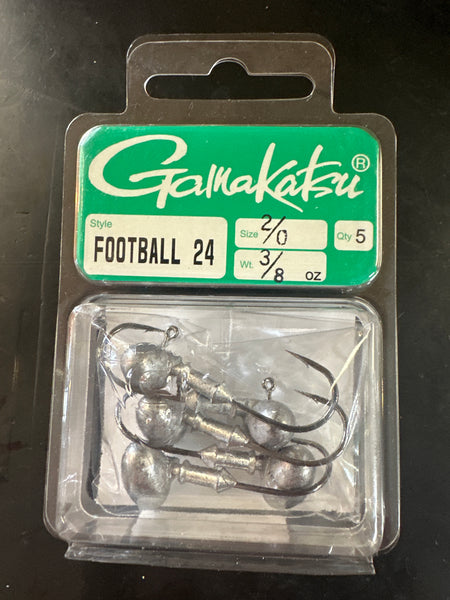 Gamakatsu®
Style FOOTBALL 24
Size 2/0
Qty 5
Wt. 3/8 oz